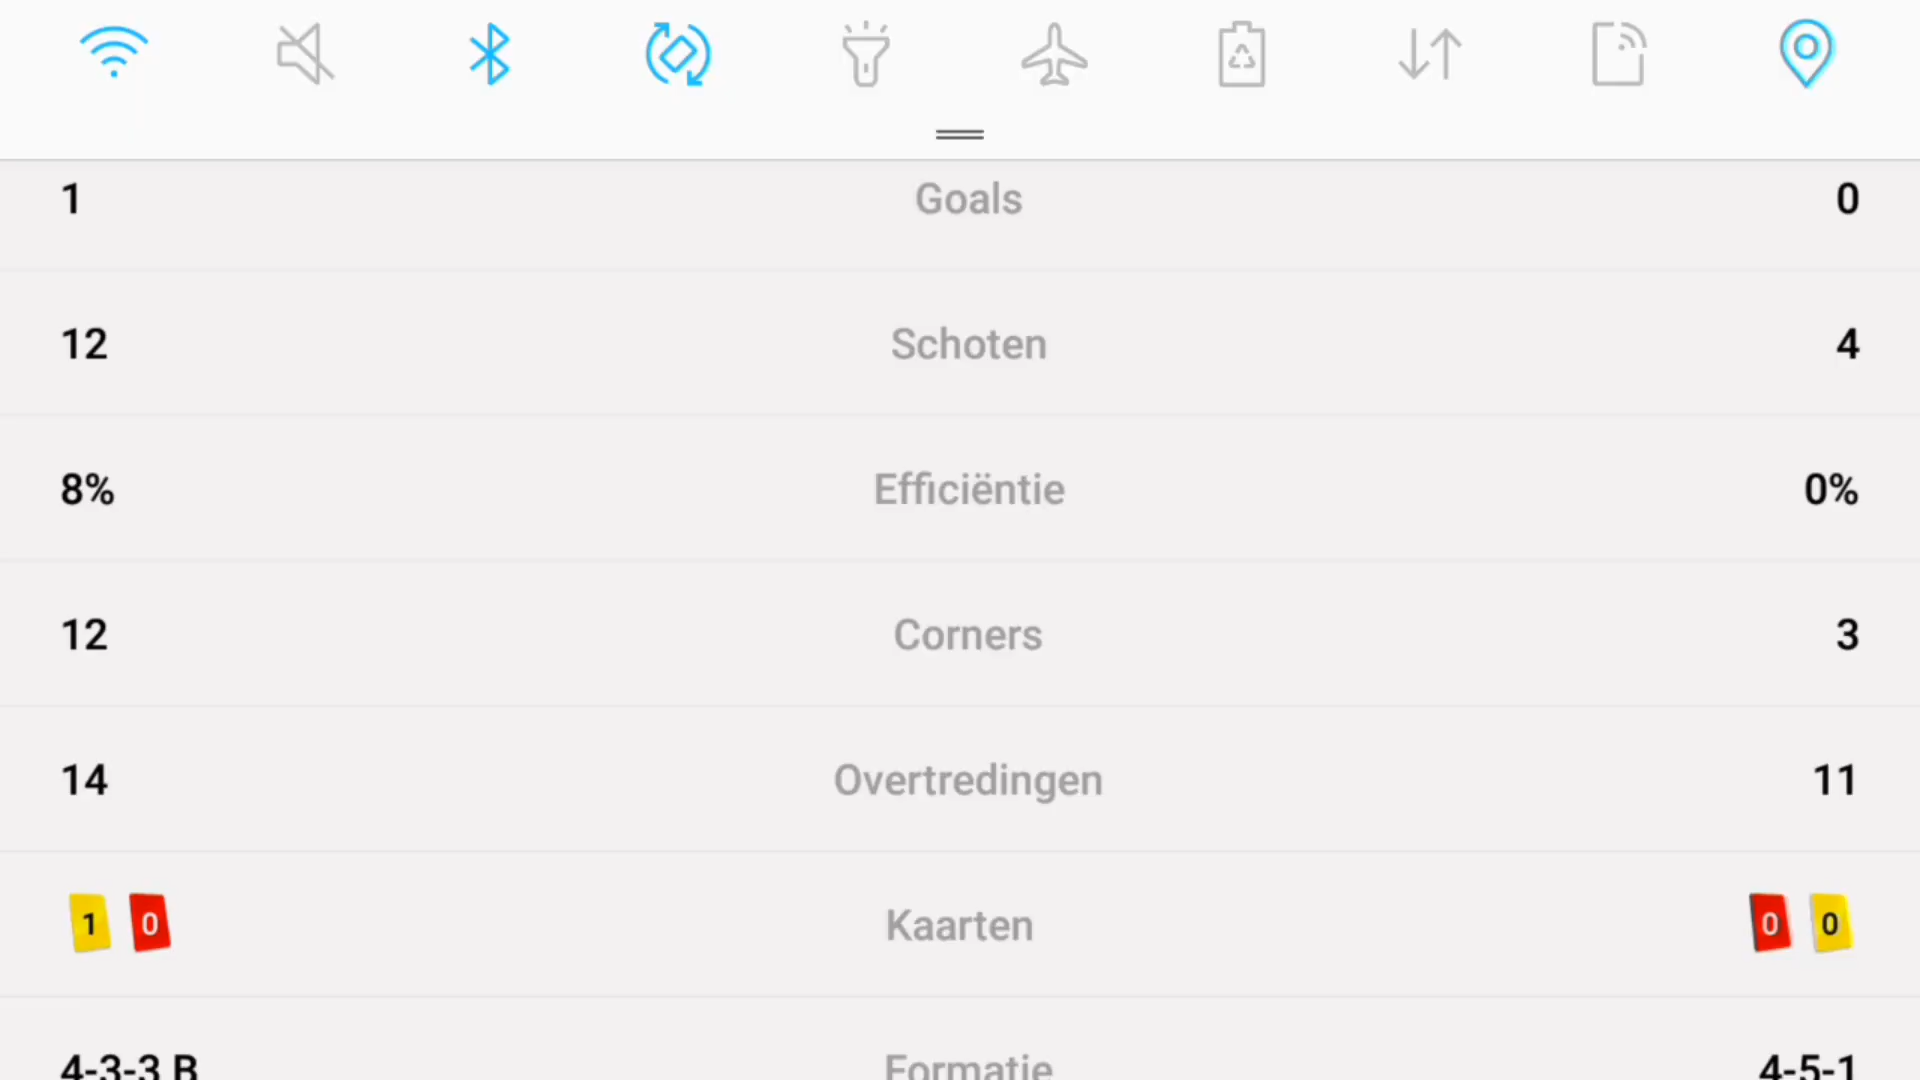 1 Goals 0
12 Schoten 4
8% Efficiëntie 0%
12 Corners 3
14 Overtredingen 11
1 0 Kaarten 0 0
4-3-3 B Formatie 4-5-1